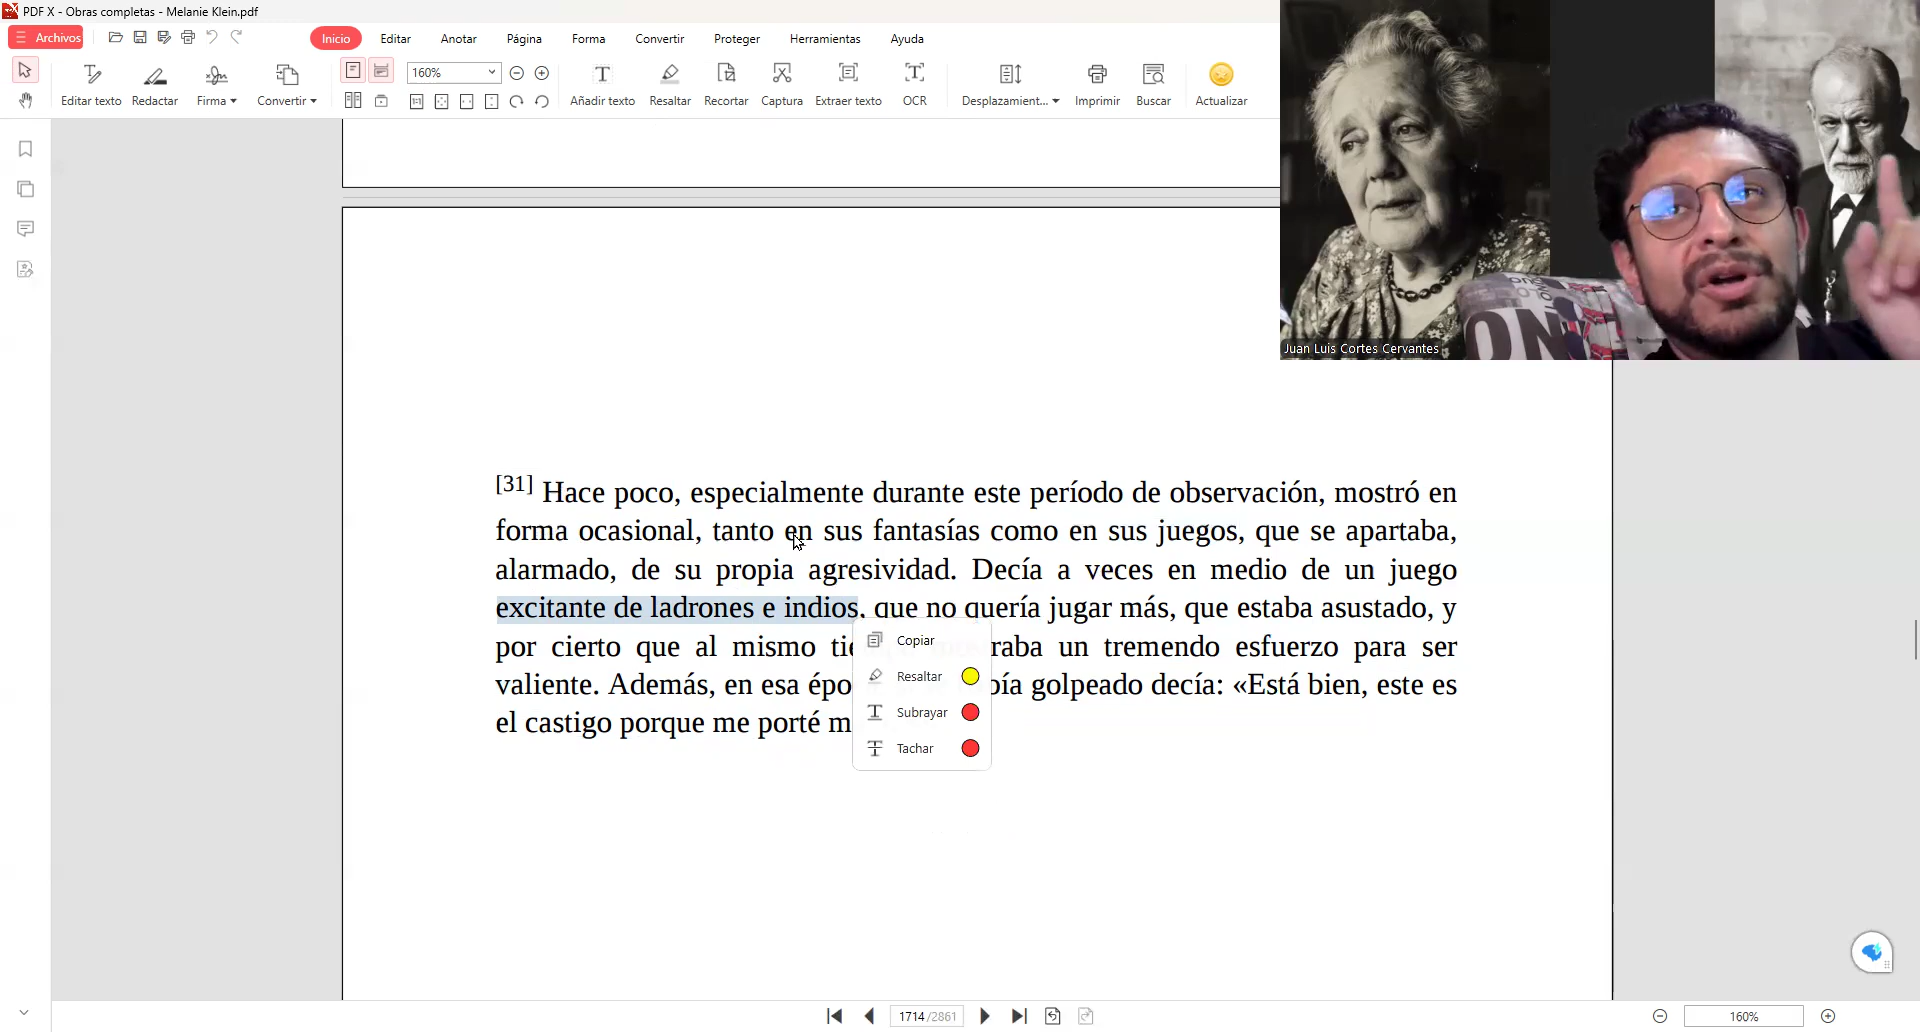 PDF X - Obras completas - Melanie Klein.pdf
Archivos
Inicio
Editar
Anotar
Página
Forma
Convertir
Proteger
Herramientas
Ayuda
160%
Editar texto
Redactar
Firma
Convertir
Añadir texto
Resaltar
Recortar
Captura
Extraer texto
OCR
Desplazamient...
Imprimir
Buscar
Actualizar
ON
Juan Luis Cortes Cervantes
[31] Hace poco, especialmente durante este período de observación, mostró en
forma ocasional, tanto en sus fantasías como en sus juegos, que se apartaba,
alarmado, de su propia agresividad. Decía a veces en medio de un juego
excitante de ladrones e indios, que no quería jugar más, que estaba asustado, y
por cierto que al mismo raba un tremendo esfuerzo para ser
valiente. Además, en esa golpeado decía: «Está bien, este es
el castigo porque me porté
Copiar
Resaltar
Subrayar
Tachar
1714 /2861
160%